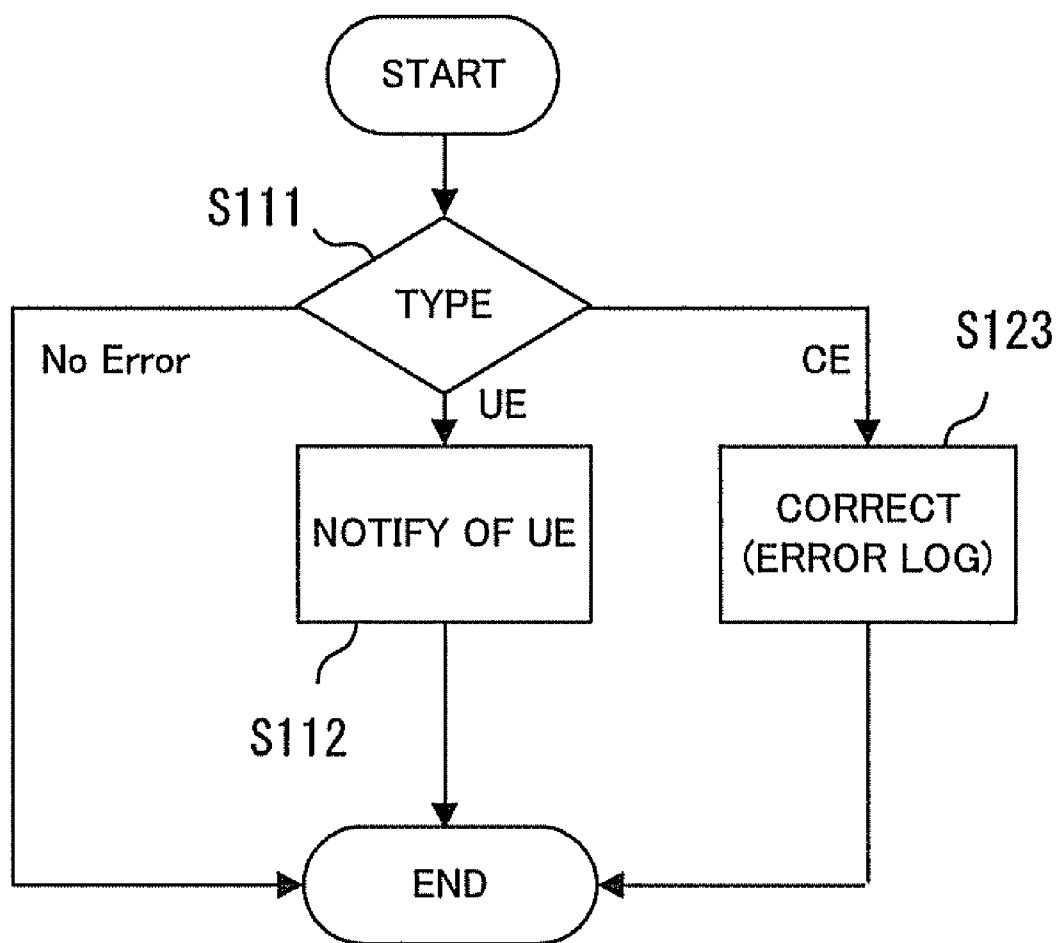 START
S111
TYPE
No Error
UE
CE
S123
NOTIFY OF UE
CORRECT
(ERROR LOG)
S112
END